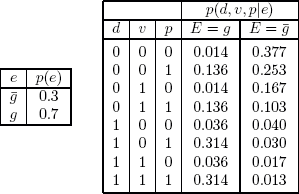 p(d, v, p|e)
d v p E = g E = ḡ
0 0 0 0.014 0.377
0 0 1 0.136 0.253
0 1 0 0.014 0.167
0 1 1 0.136 0.103
1 0 0 0.036 0.040
1 0 1 0.314 0.030
1 1 0 0.036 0.017
1 1 1 0.314 0.013
e p(e)
ḡ 0.3
g 0.7